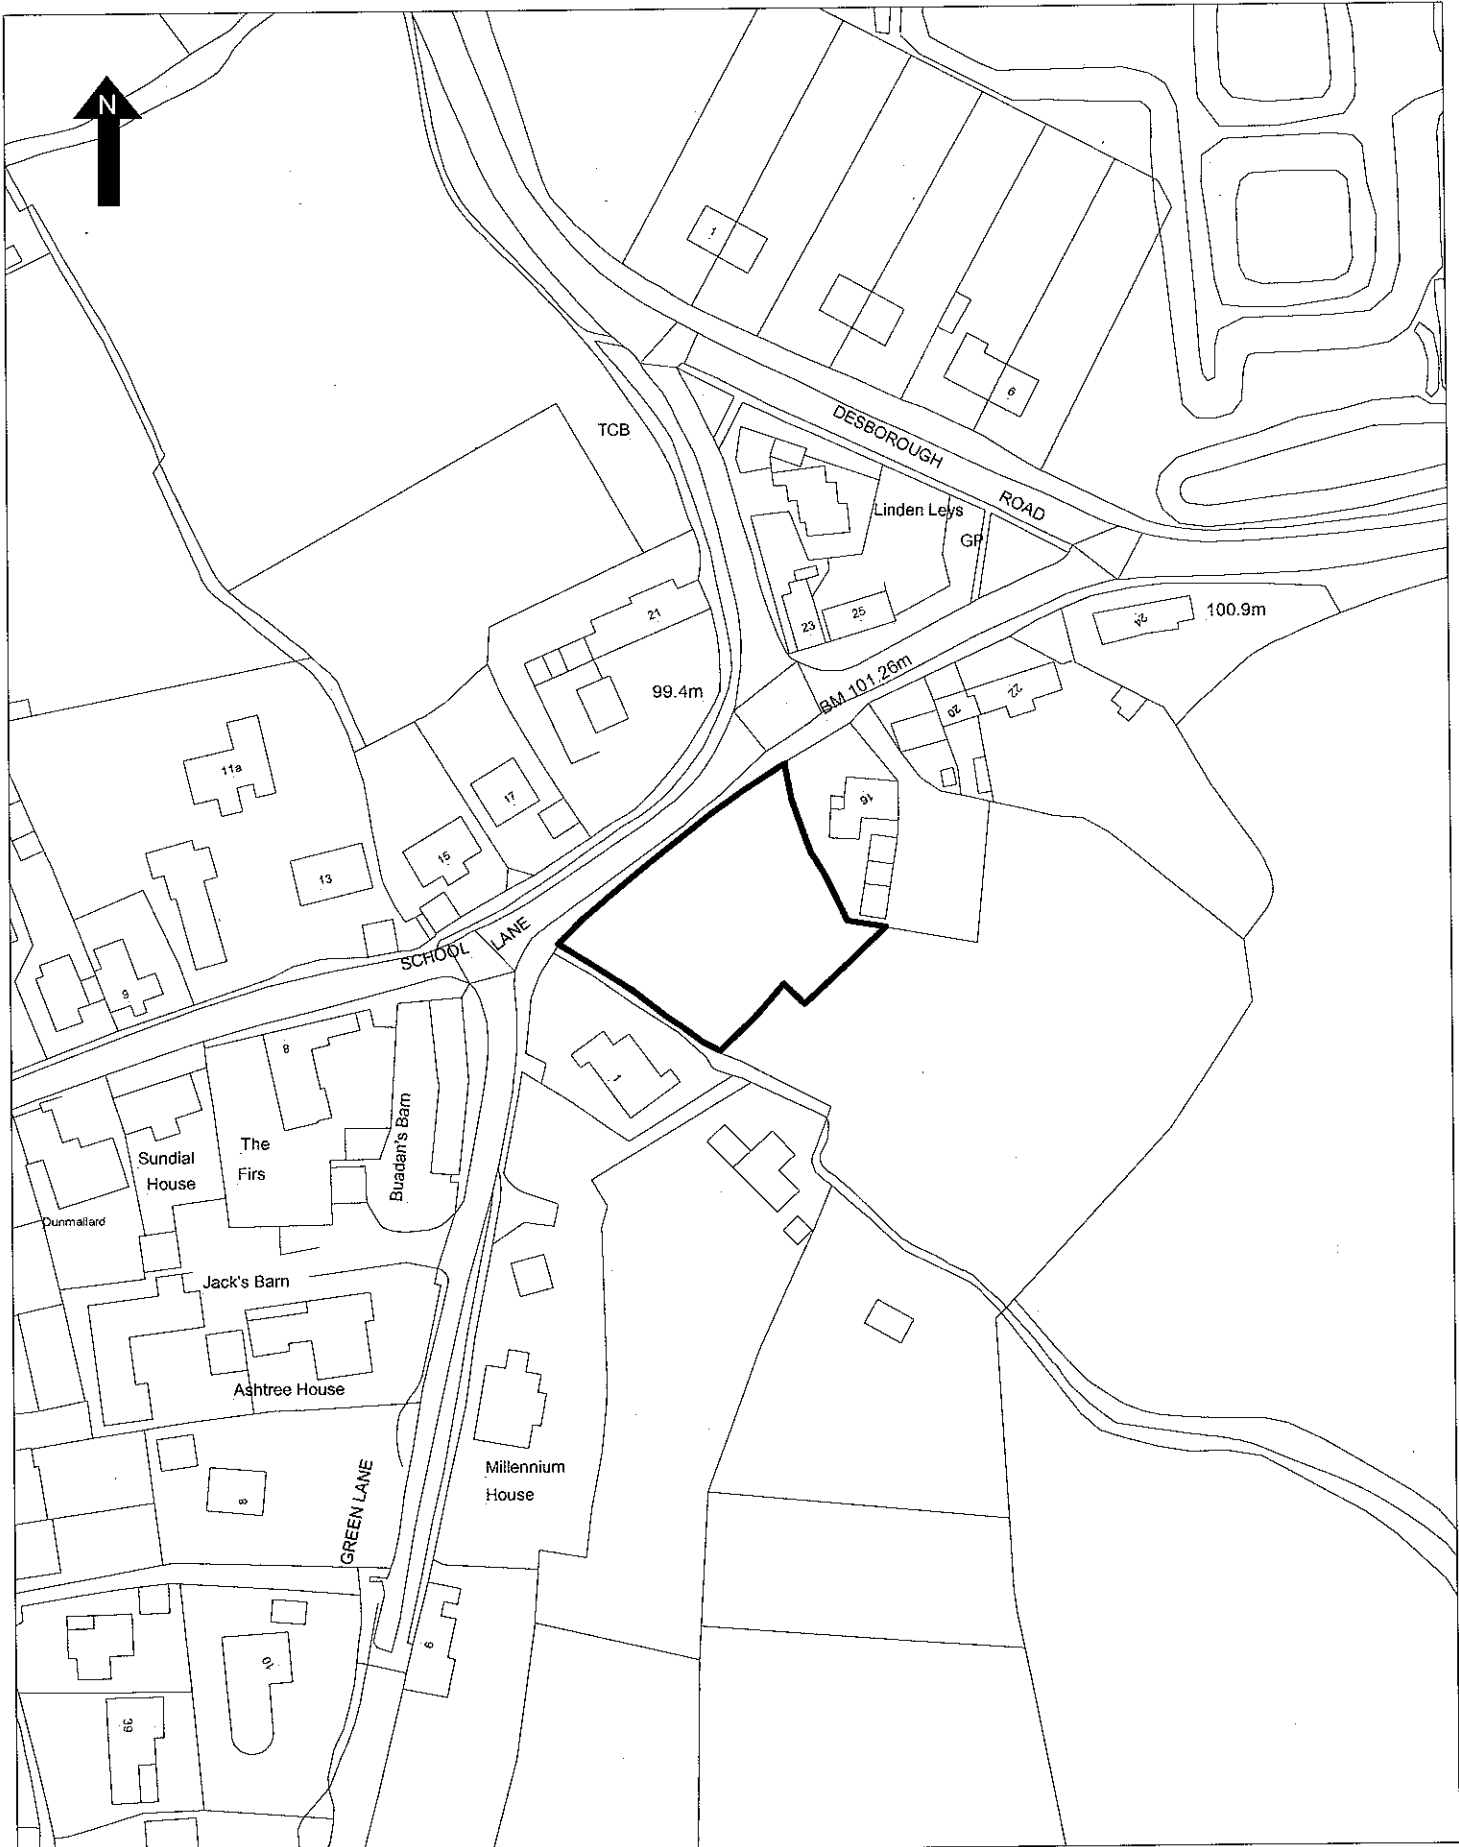 N
1
6
TCB
DESBOROUGH
ROAD
Linden Leys
GP
21
25
23
24
100.9m
99.4m
BM 101.26m
22
20
11a
17
16
15
13
SCHOOL LANE
9
8
1
Buadan's Barn
The
Firs
Sundial
House
Dunmallard
Jack's Barn
Ashtree House
Millennium
House
8
GREEN LANE
9
10
39